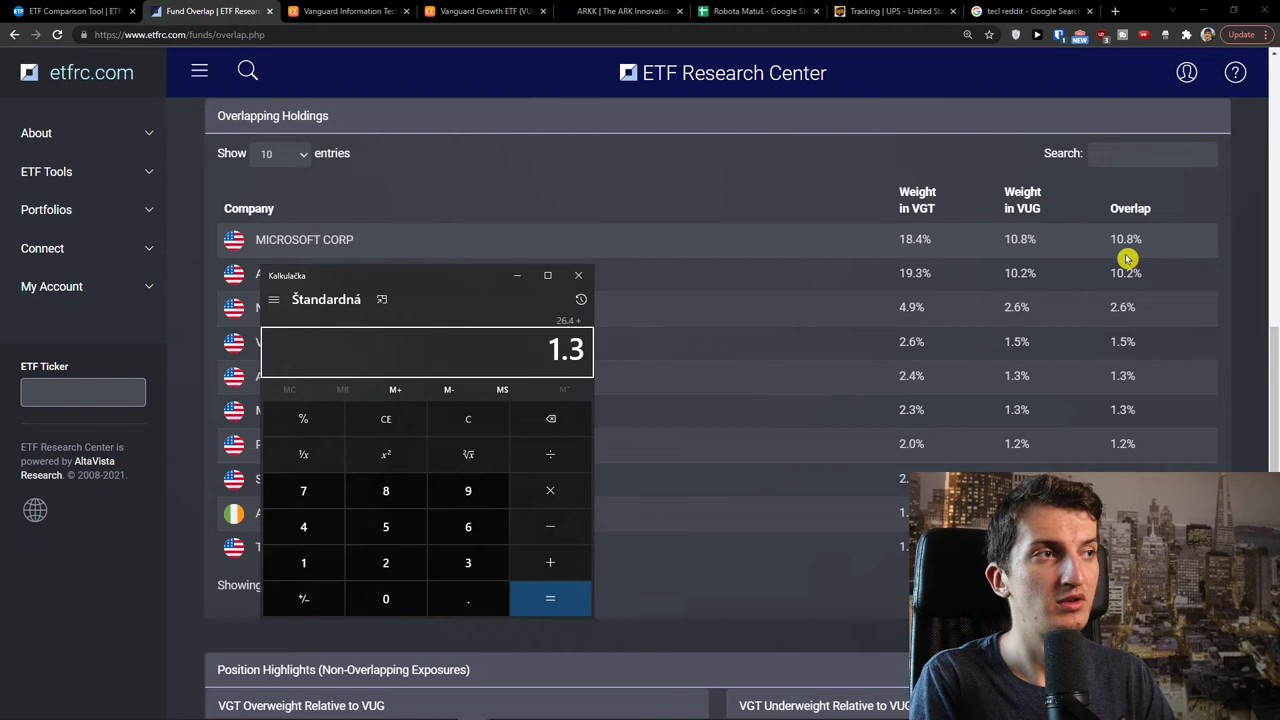 ETF Comparison Tool | ETF
Fund Overlap | ETF Researc
Vanguard Information Tec
Vanguard Growth ETF (VU
ARKK | The ARK Innovatio
Robota Matuš - Google She
Tracking | UPS - United Sta
tecl reddit - Google Searc
https://www.etfrc.com/funds/overlap.php
Update
etfrc.com
ETF Research Center
About
ETF Tools
Portfolios
Connect
My Account
ETF Ticker
ETF Research Center is
powered by AltaVista
Research. © 2008-2021.
Overlapping Holdings
Show 10 entries
Search:
Company
Weight
in VGT
Weight
in VUG
Overlap
MICROSOFT CORP 18.4% 10.8% 10.8%
A 19.3% 10.2% 10.2%
N 4.9% 2.6% 2.6%
V 2.6% 1.5% 1.5%
A 2.4% 1.3% 1.3%
M 2.3% 1.3% 1.3%
P 2.0% 1.2% 1.2%
S 2.
A 1.
T 1.
Showing
Kalkulačka
Štandardná
26.4 +
1.3
MC MR M+ M- MS M˅
% CE C
¹/x x² ²√x ÷
7 8 9 ×
4 5 6 −
1 2 3 +
+/− 0 . =
Position Highlights (Non-Overlapping Exposures)
VGT Overweight Relative to VUG
VGT Underweight Relative to VU